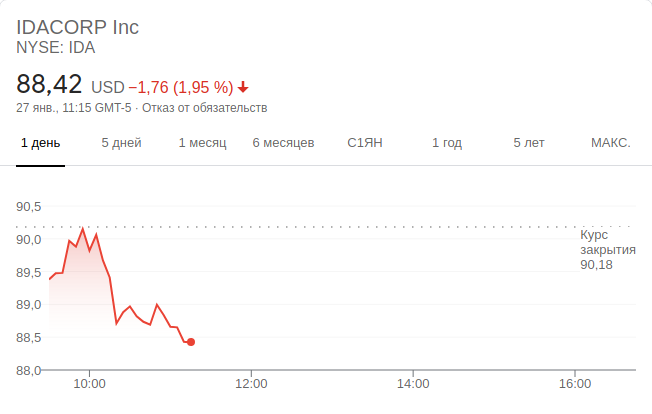 IDACORP Inc
NYSE: IDA
88,42 USD −1,76 (1,95 %)
27 янв., 11:15 GMT-5 · Отказ от обязательств
1 день 5 дней 1 месяц 6 месяцев С1ЯН 1 год 5 лет МАКС.
90,5
90,0
89,5
89,0
88,5
88,0
Курс
закрытия
90,18
10:00 12:00 14:00 16:00